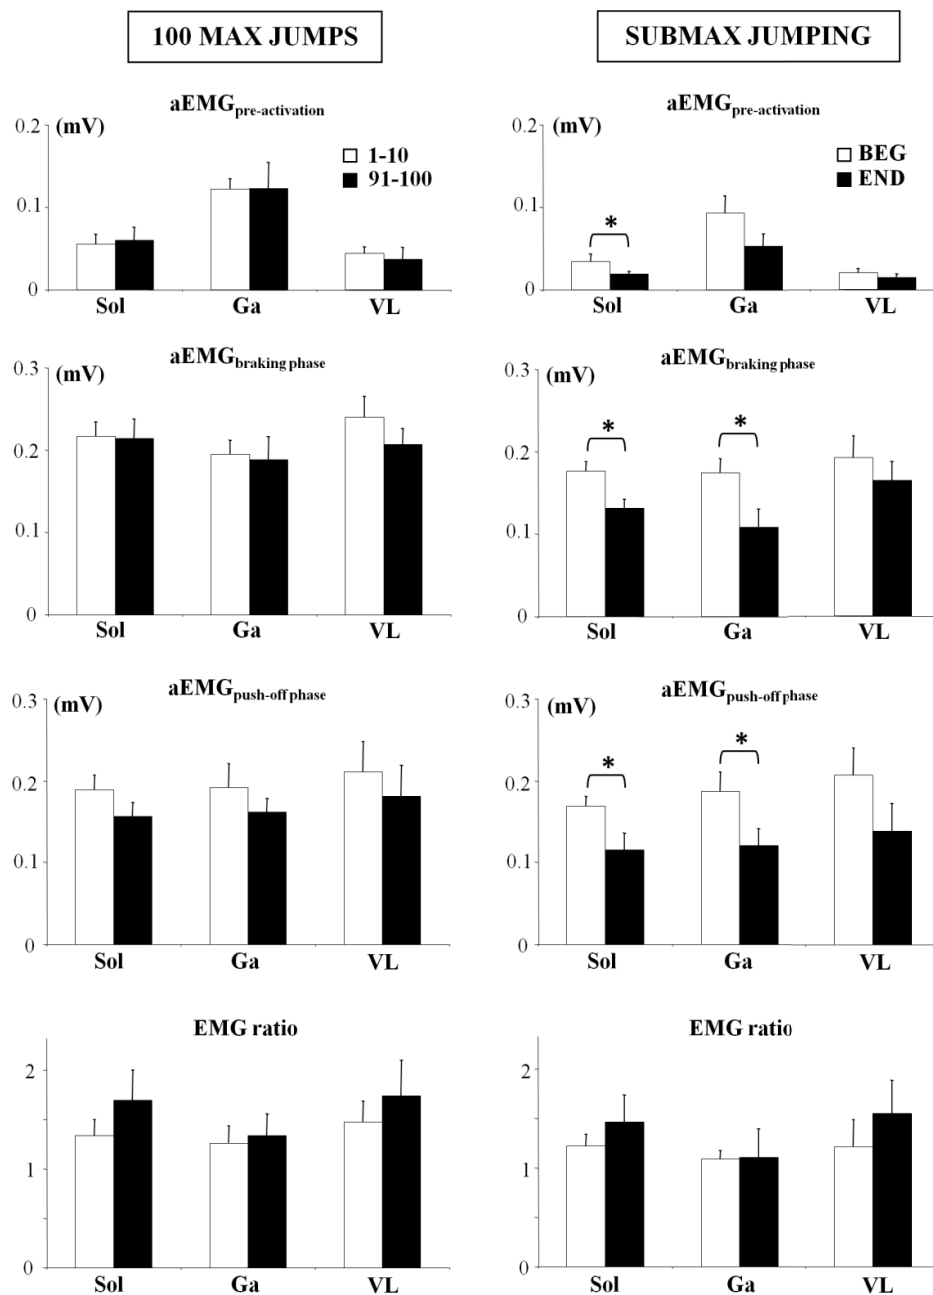 100 MAX JUMPS
SUBMAX JUMPING
aEMGpre-activation
0.2
(mV)
1-10
91-100
0.1
0
Sol Ga VL
aEMGpre-activation
0.2
(mV)
BEG
END
*
0.1
0
Sol Ga VL
aEMGbraking phase
0.3
(mV)
0.2
0.1
0
Sol Ga VL
aEMGbraking phase
0.3
(mV)
* *
0.2
0.1
0
Sol Ga VL
aEMGpush-off phase
0.3
(mV)
0.2
0.1
0
Sol Ga VL
aEMGpush-off phase
0.3
(mV)
* *
0.2
0.1
0
Sol Ga VL
EMG ratio
2
1
0
Sol Ga VL
EMG ratio
2
1
0
Sol Ga VL